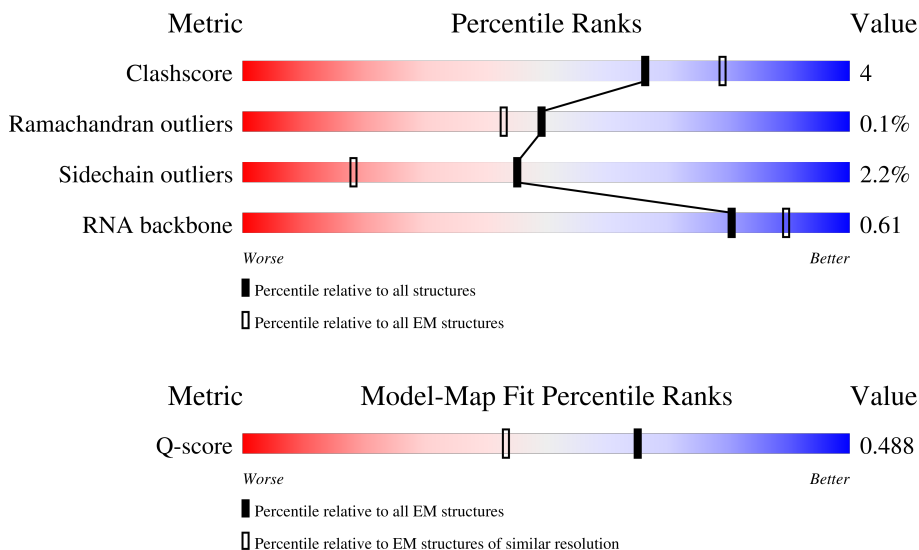 Metric Percentile Ranks Value
Clashscore 4
Ramachandran outliers 0.1%
Sidechain outliers 2.2%
RNA backbone 0.61
Worse Better
Percentile relative to all structures
Percentile relative to all EM structures
Metric Model-Map Fit Percentile Ranks Value
Q-score 0.488
Worse Better
Percentile relative to all EM structures
Percentile relative to EM structures of similar resolution